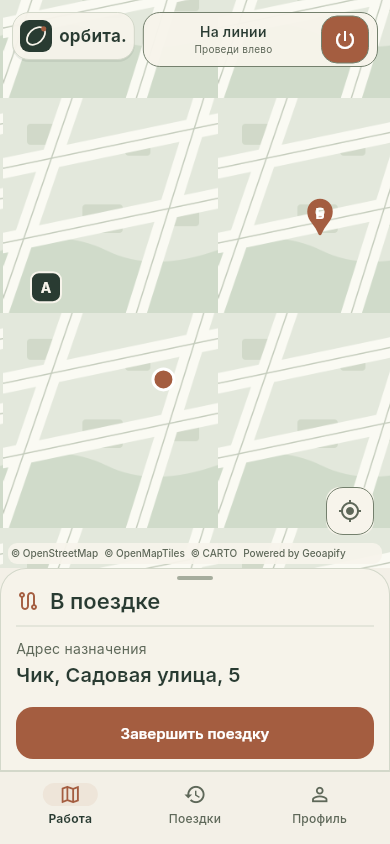 орбита.
На линии
Проведи влево
A
© OpenStreetMap © OpenMapTiles © CARTO Powered by Geoapify
В поездке
Адрес назначения
Чик, Садовая улица, 5
Завершить поездку
Работа
Поездки
Профиль